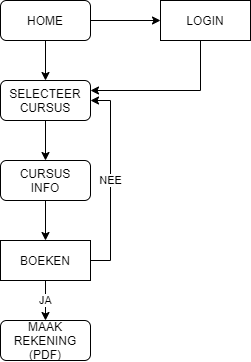 HOME
LOGIN
SELECTEER
CURSUS
CURSUS
INFO
NEE
BOEKEN
JA
MAAK
REKENING
(PDF)